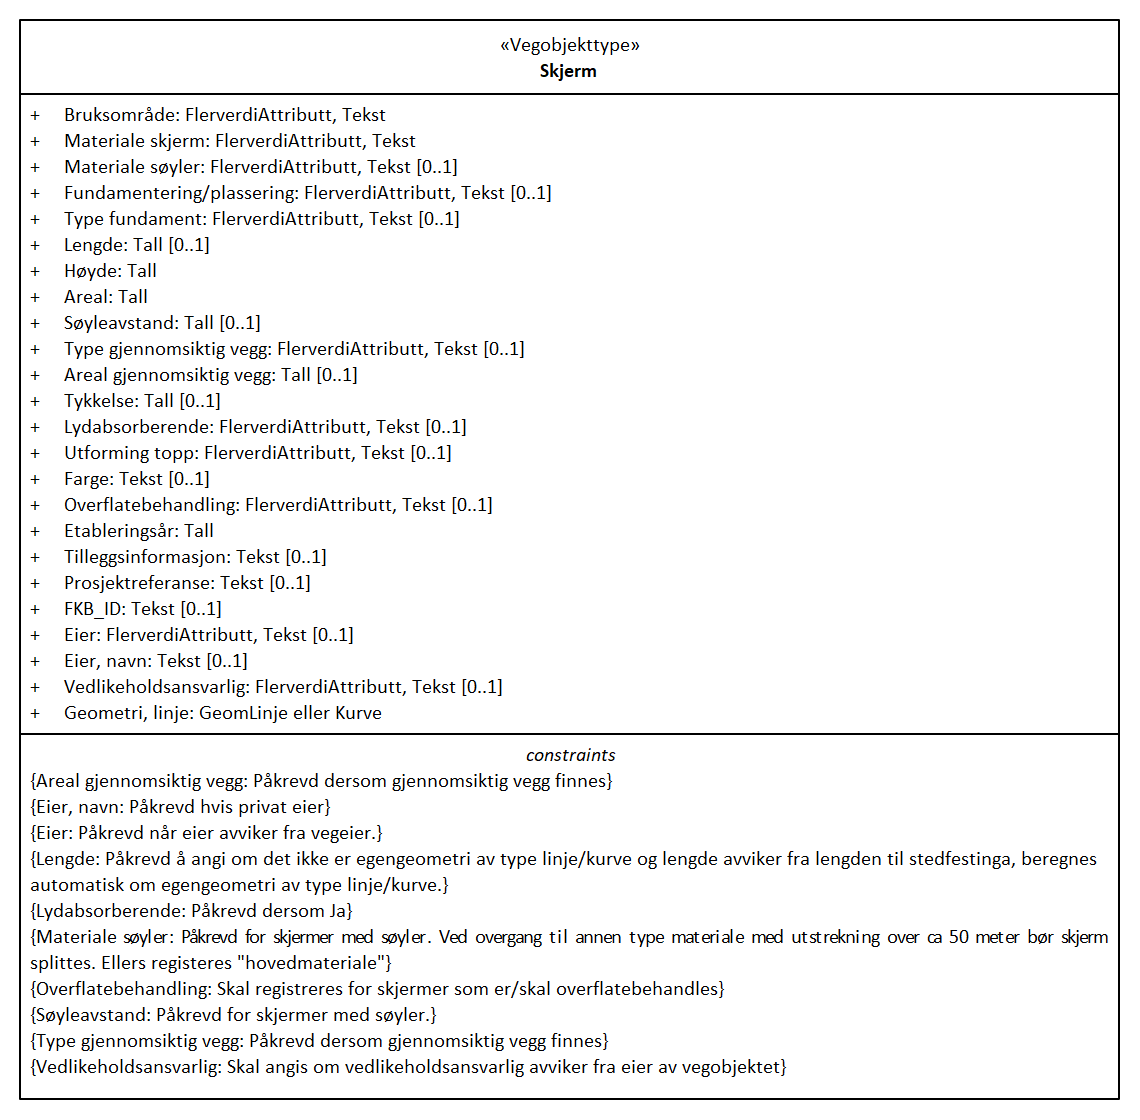 «Vegobjekttype»
Skjerm
+ Bruksområde: FlerverdiAttributt, Tekst
+ Materiale skjerm: FlerverdiAttributt, Tekst
+ Materiale søyler: FlerverdiAttributt, Tekst [0..1]
+ Fundamentering/plassering: FlerverdiAttributt, Tekst [0..1]
+ Type fundament: FlerverdiAttributt, Tekst [0..1]
+ Lengde: Tall [0..1]
+ Høyde: Tall
+ Areal: Tall
+ Søyleavstand: Tall [0..1]
+ Type gjennomsiktig vegg: FlerverdiAttributt, Tekst [0..1]
+ Areal gjennomsiktig vegg: Tall [0..1]
+ Tykkelse: Tall [0..1]
+ Lydabsorberende: FlerverdiAttributt, Tekst [0..1]
+ Utforming topp: FlerverdiAttributt, Tekst [0..1]
+ Farge: Tekst [0..1]
+ Overflatebehandling: FlerverdiAttributt, Tekst [0..1]
+ Etableringsår: Tall
+ Tilleggsinformasjon: Tekst [0..1]
+ Prosjektreferanse: Tekst [0..1]
+ FKB_ID: Tekst [0..1]
+ Eier: FlerverdiAttributt, Tekst [0..1]
+ Eier, navn: Tekst [0..1]
+ Vedlikeholdsansvarlig: FlerverdiAttributt, Tekst [0..1]
+ Geometri, linje: GeomLinje eller Kurve
constraints
{Areal gjennomsiktig vegg: Påkrevd dersom gjennomsiktig vegg finnes}
{Eier, navn: Påkrevd hvis privat eier}
{Eier: Påkrevd når eier avviker fra vegeier.}
{Lengde: Påkrevd å angi om det ikke er egengeometri av type linje/kurve og lengde avviker fra lengden til stedfestinga, beregnes
automatisk om egengeometri av type linje/kurve.}
{Lydabsorberende: Påkrevd dersom Ja}
{Materiale søyler: Påkrevd for skjermer med søyler. Ved overgang til annen type materiale med utstrekning over ca 50 meter bør skjerm
splittes. Ellers registeres "hovedmateriale"}
{Overflatebehandling: Skal registreres for skjermer som er/skal overflatebehandles}
{Søyleavstand: Påkrevd for skjermer med søyler.}
{Type gjennomsiktig vegg: Påkrevd dersom gjennomsiktig vegg finnes}
{Vedlikeholdsansvarlig: Skal angis om vedlikeholdsansvarlig avviker fra eier av vegobjektet}